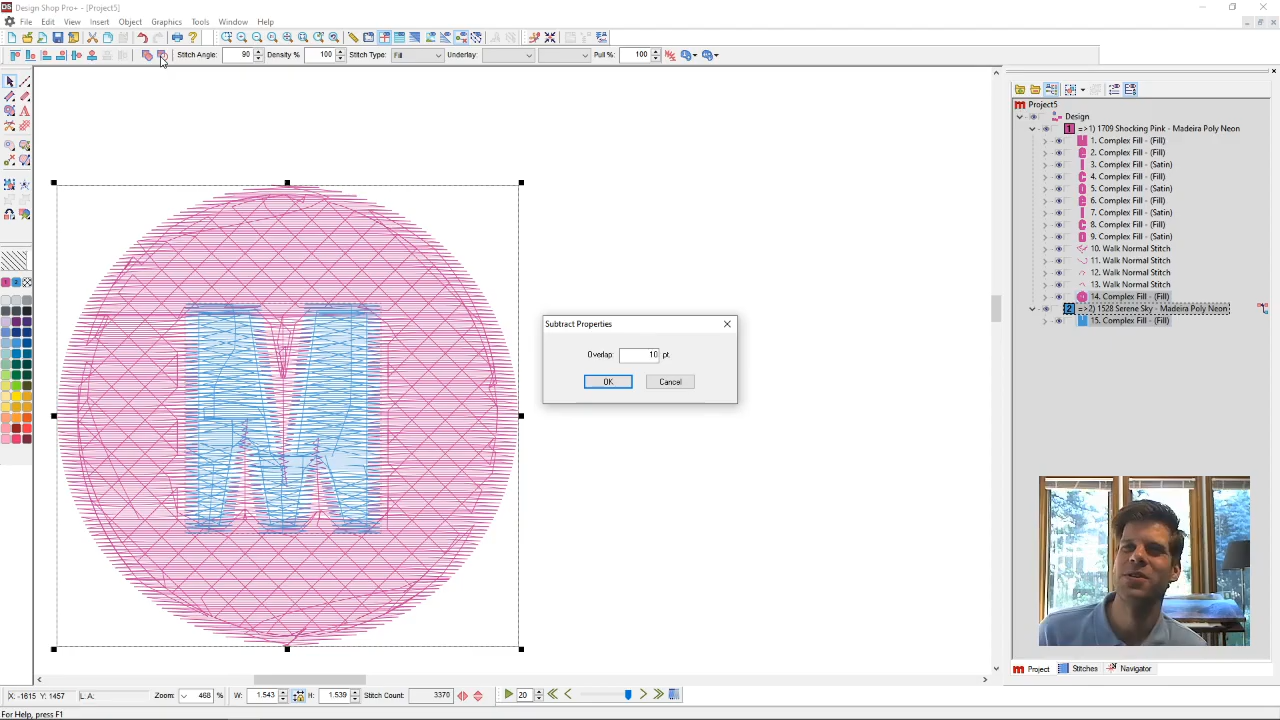 DS Design Shop Pro+ - [Project5]
File Edit View Insert Object Graphics Tools Window Help
Stitch Angle: 90 Density % 100 Stitch Type: Fill Underlay: Pull %: 100
Project5
Design
1 =>1) 1709 Shocking Pink - Madeira Poly Neon
1. Complex Fill - (Fill)
2. Complex Fill - (Fill)
3. Complex Fill - (Satin)
4. Complex Fill - (Fill)
5. Complex Fill - (Satin)
6. Complex Fill - (Fill)
7. Complex Fill - (Satin)
8. Complex Fill - (Fill)
9. Complex Fill - (Satin)
10. Walk Normal Stitch
11. Walk Normal Stitch
12. Walk Normal Stitch
13. Walk Normal Stitch
14. Complex Fill - (Fill)
Poly Neon
15. Complex Fill - (Fill)
Subtract Properties
Overlap: 10 pt.
OK Cancel
Project Stitches Navigator
X: -1615 Y: 1457 L: A: Zoom: 468 % W: 1.543 H: 1.539 Stitch Count: 3370 20
For Help, press F1